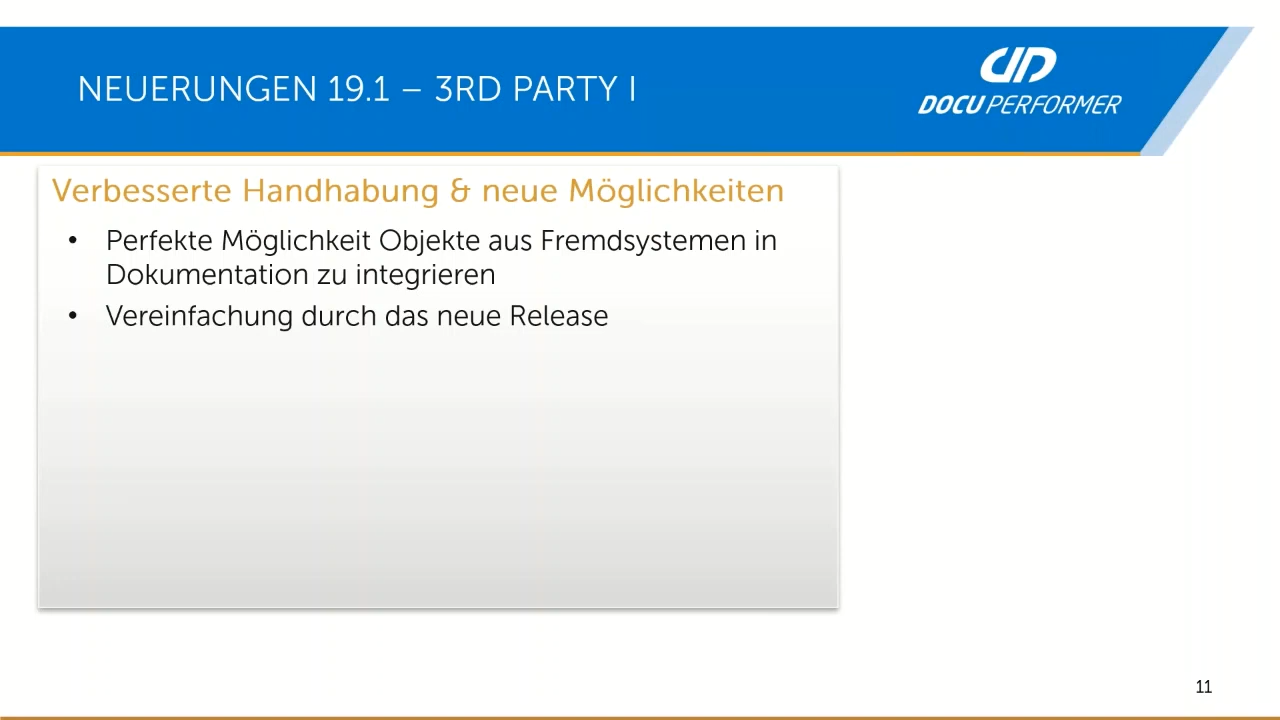 NEUERUNGEN 19.1 – 3RD PARTY I
DOCU PERFORMER
Verbesserte Handhabung & neue Möglichkeiten
• Perfekte Möglichkeit Objekte aus Fremdsystemen in
Dokumentation zu integrieren
• Vereinfachung durch das neue Release
11